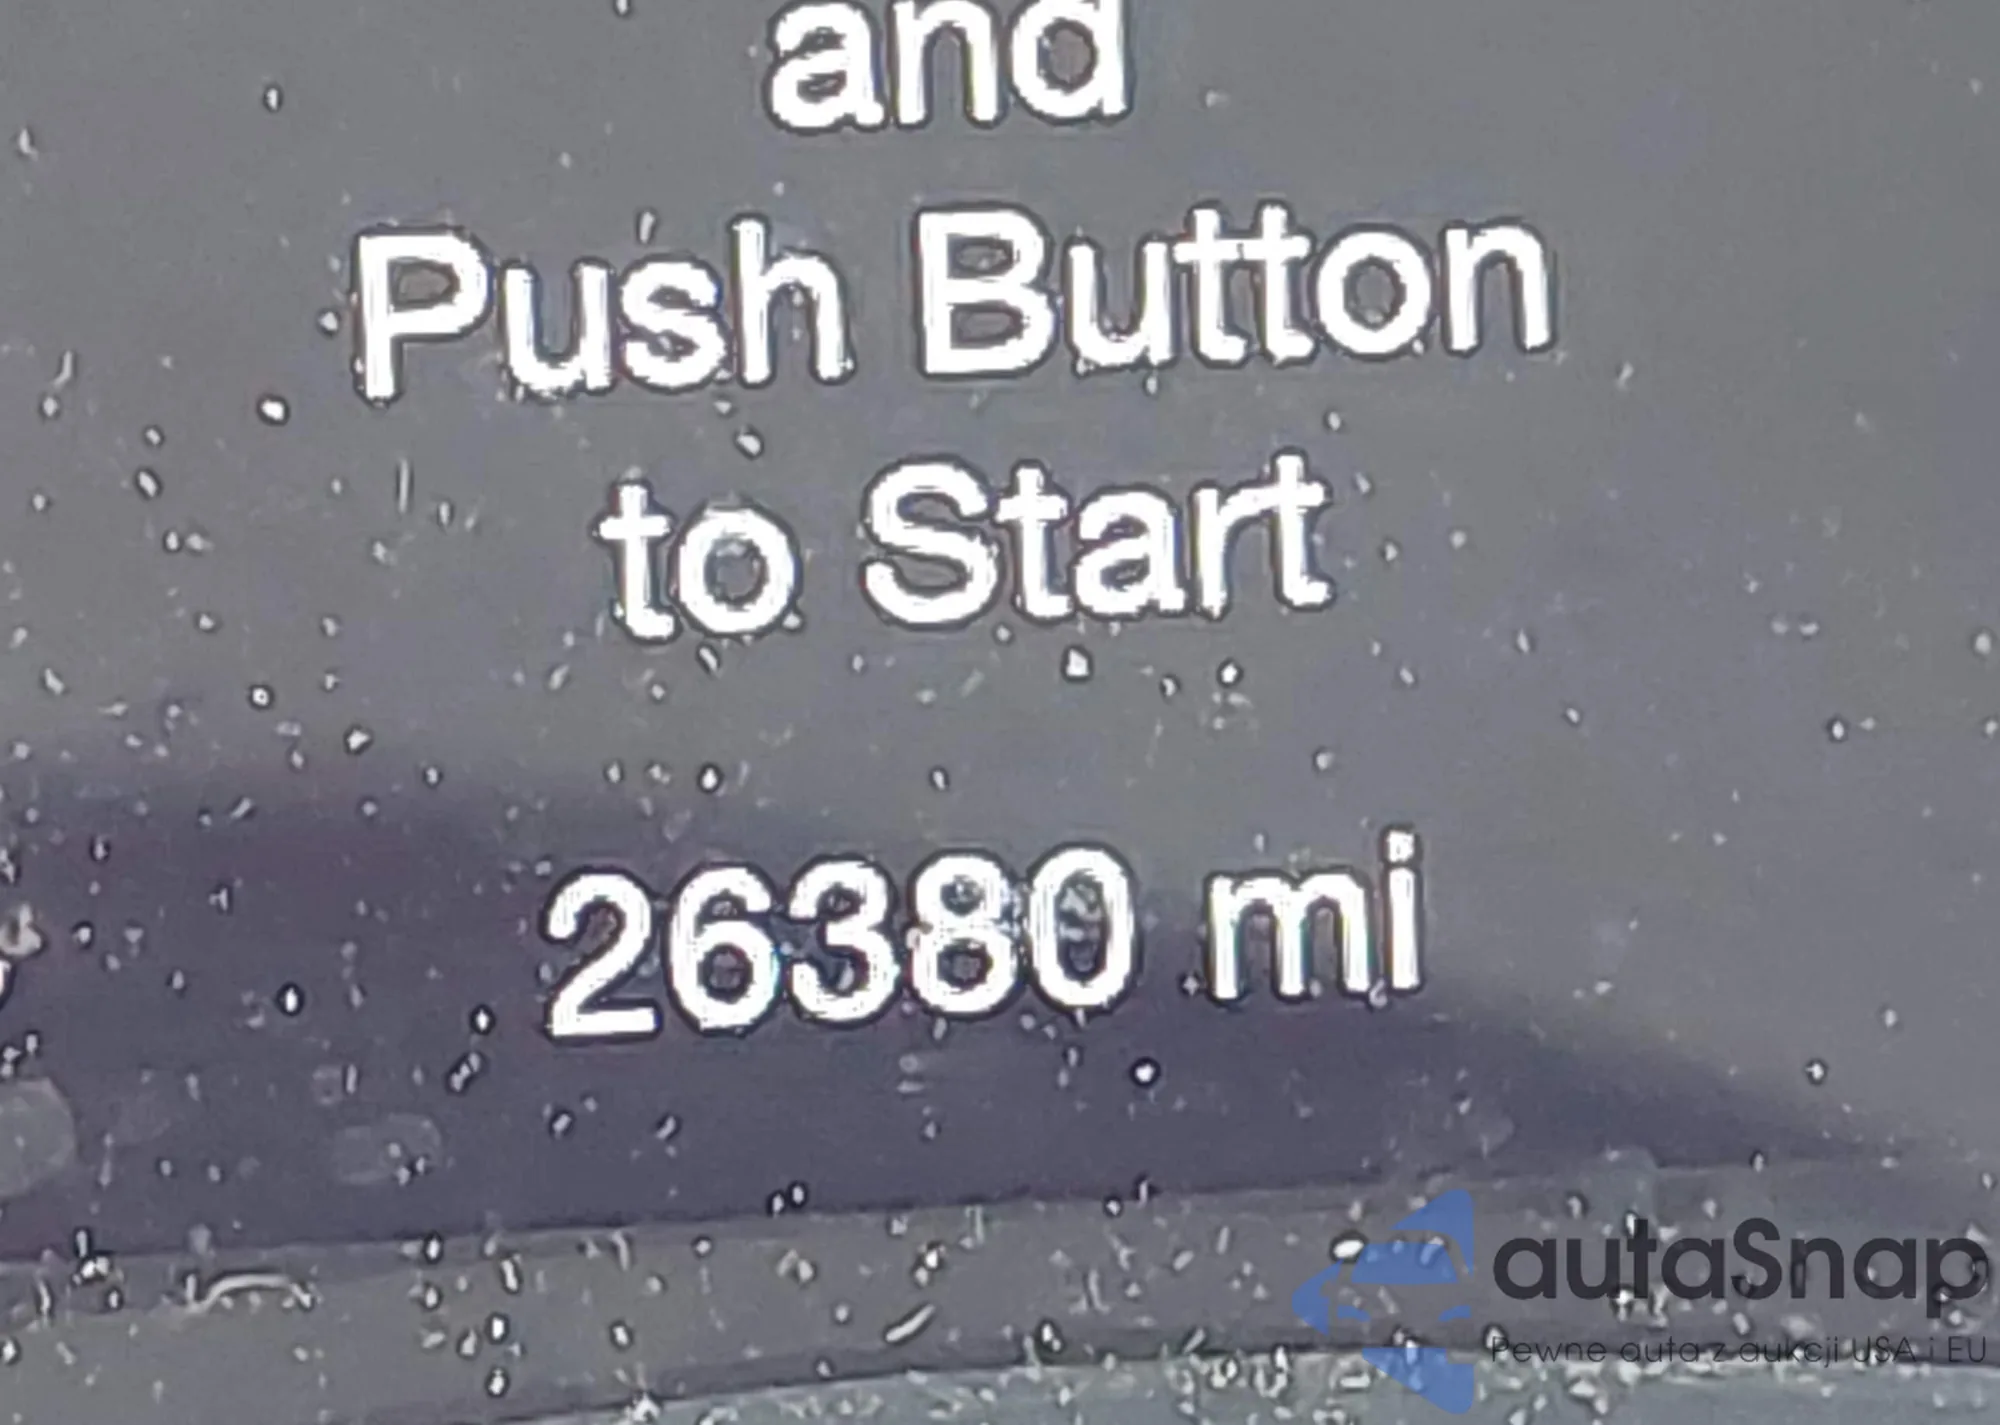 and
Push Button
to Start
26380 mi
autaSnap
Pewne auta z aukcji USA i EU